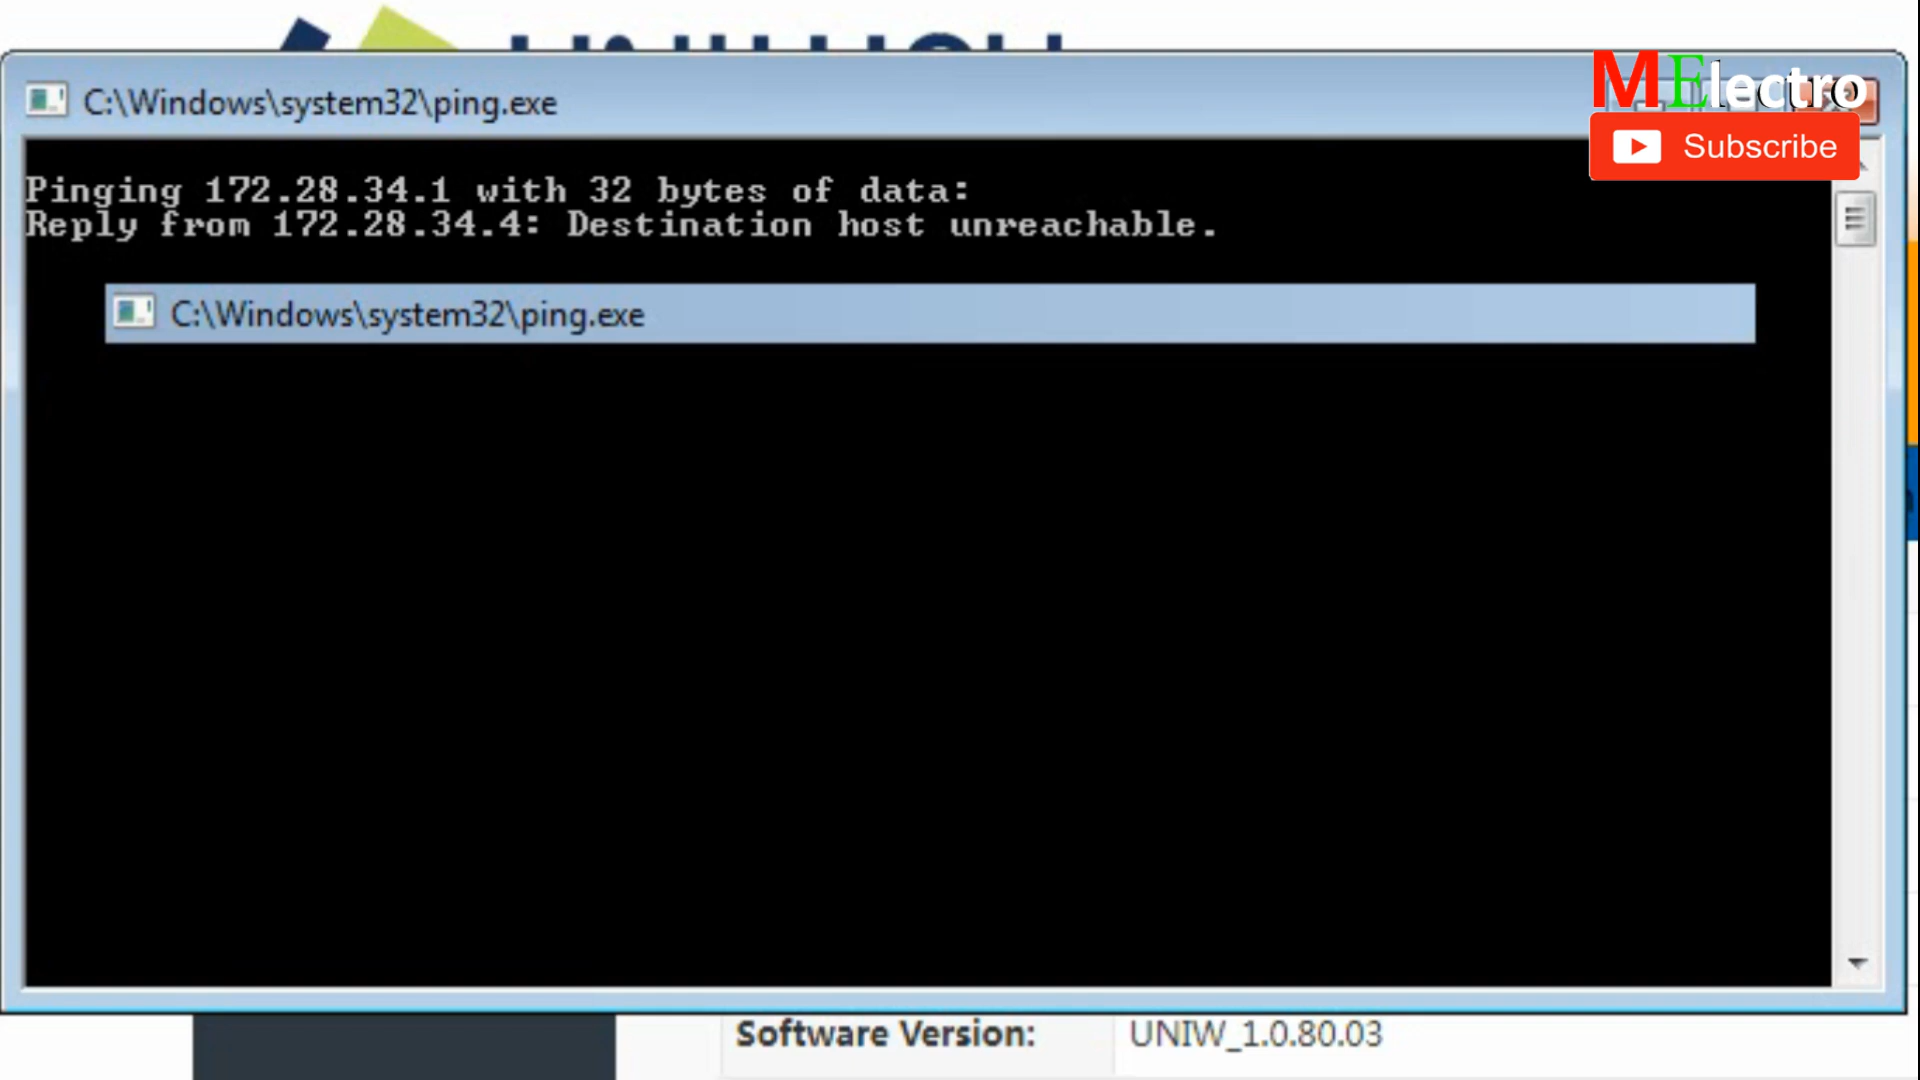 C:\Windows\system32\ping.exe
MElectro
Subscribe
Pinging 172.28.34.1 with 32 bytes of data:
Reply from 172.28.34.4: Destination host unreachable.
C:\Windows\system32\ping.exe
Software Version: UNIW_1.0.80.03